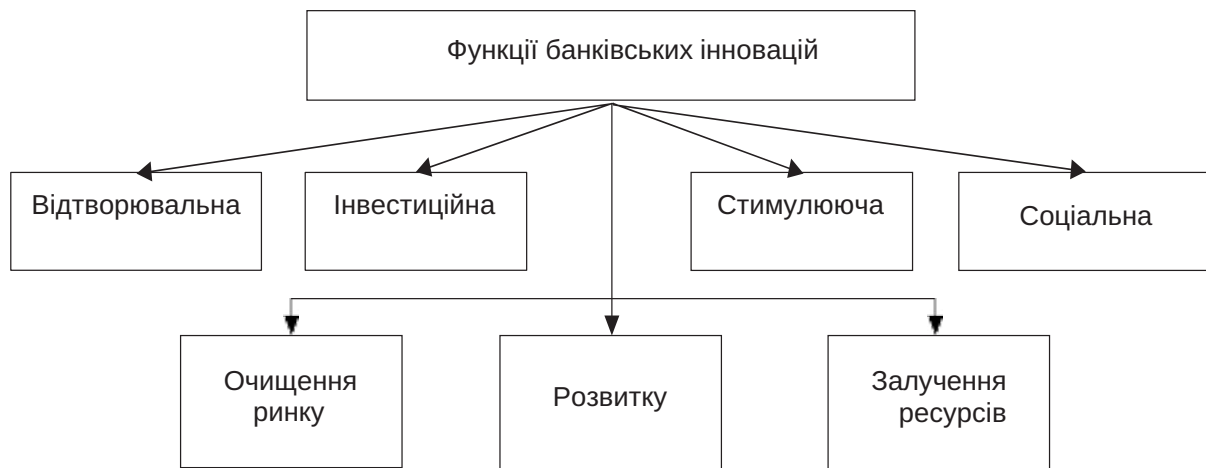 Функції банківських інновацій
Відтворювальна
Інвестиційна
Стимулююча
Соціальна
Очищення
ринку
Розвитку
Залучення
ресурсів